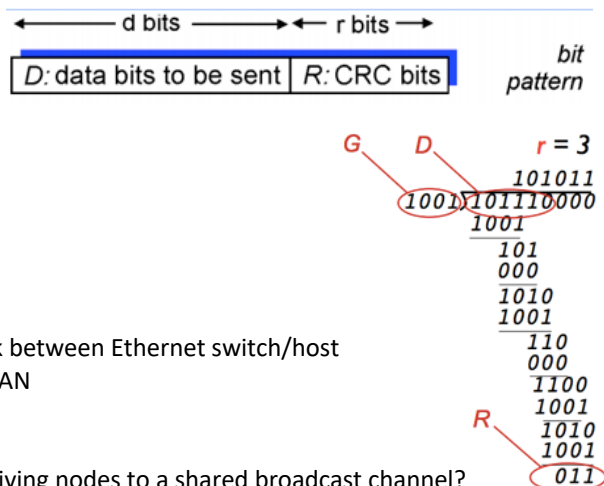 d bits r bits
D: data bits to be sent R: CRC bits
bit
pattern
G D r = 3
101011
1001)101110000
1001
101
000
1010
1001
110
000
1100
1001
1010
1001
R 011
between Ethernet switch/host
AN
iving nodes to a shared broadcast channel?